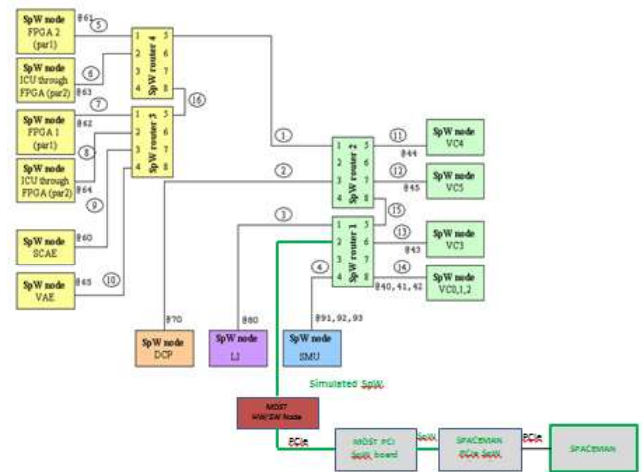 SpW node
FPGA 2
(par1)
@61
5
SpW node
ICU through
FPGA (par2)
@63
6
SpW node
FPGA 1
(par1)
@62
7
SpW node
ICU through
FPGA (par2)
@64
8
SpW node
SCAE
@60
9
SpW node
VAE
@65
10
1
2
3
4
SpW router 4
5
6
7
8
16
1
2
3
4
SpW router 3
5
6
7
8
1
2
3
4
1
2
3
4
SpW router 2
5
6
7
8
15
1
2
4
SpW router 1
5
6
7
8
11
@44
SpW node
VC4
12
@45
SpW node
VC5
13
@43
SpW node
VC3
14
@40,41,42
SpW node
VC0,1,2
@70
SpW node
DCP
@80
SpW node
LI
@91,92,93
SpW node
SMU
Simulated SpW
MOST
HW/SW Node
PCIe
MOST PCI
SpW board
SpW
SPACEMAN
PCIe SpW
PCIe
SPACEMAN